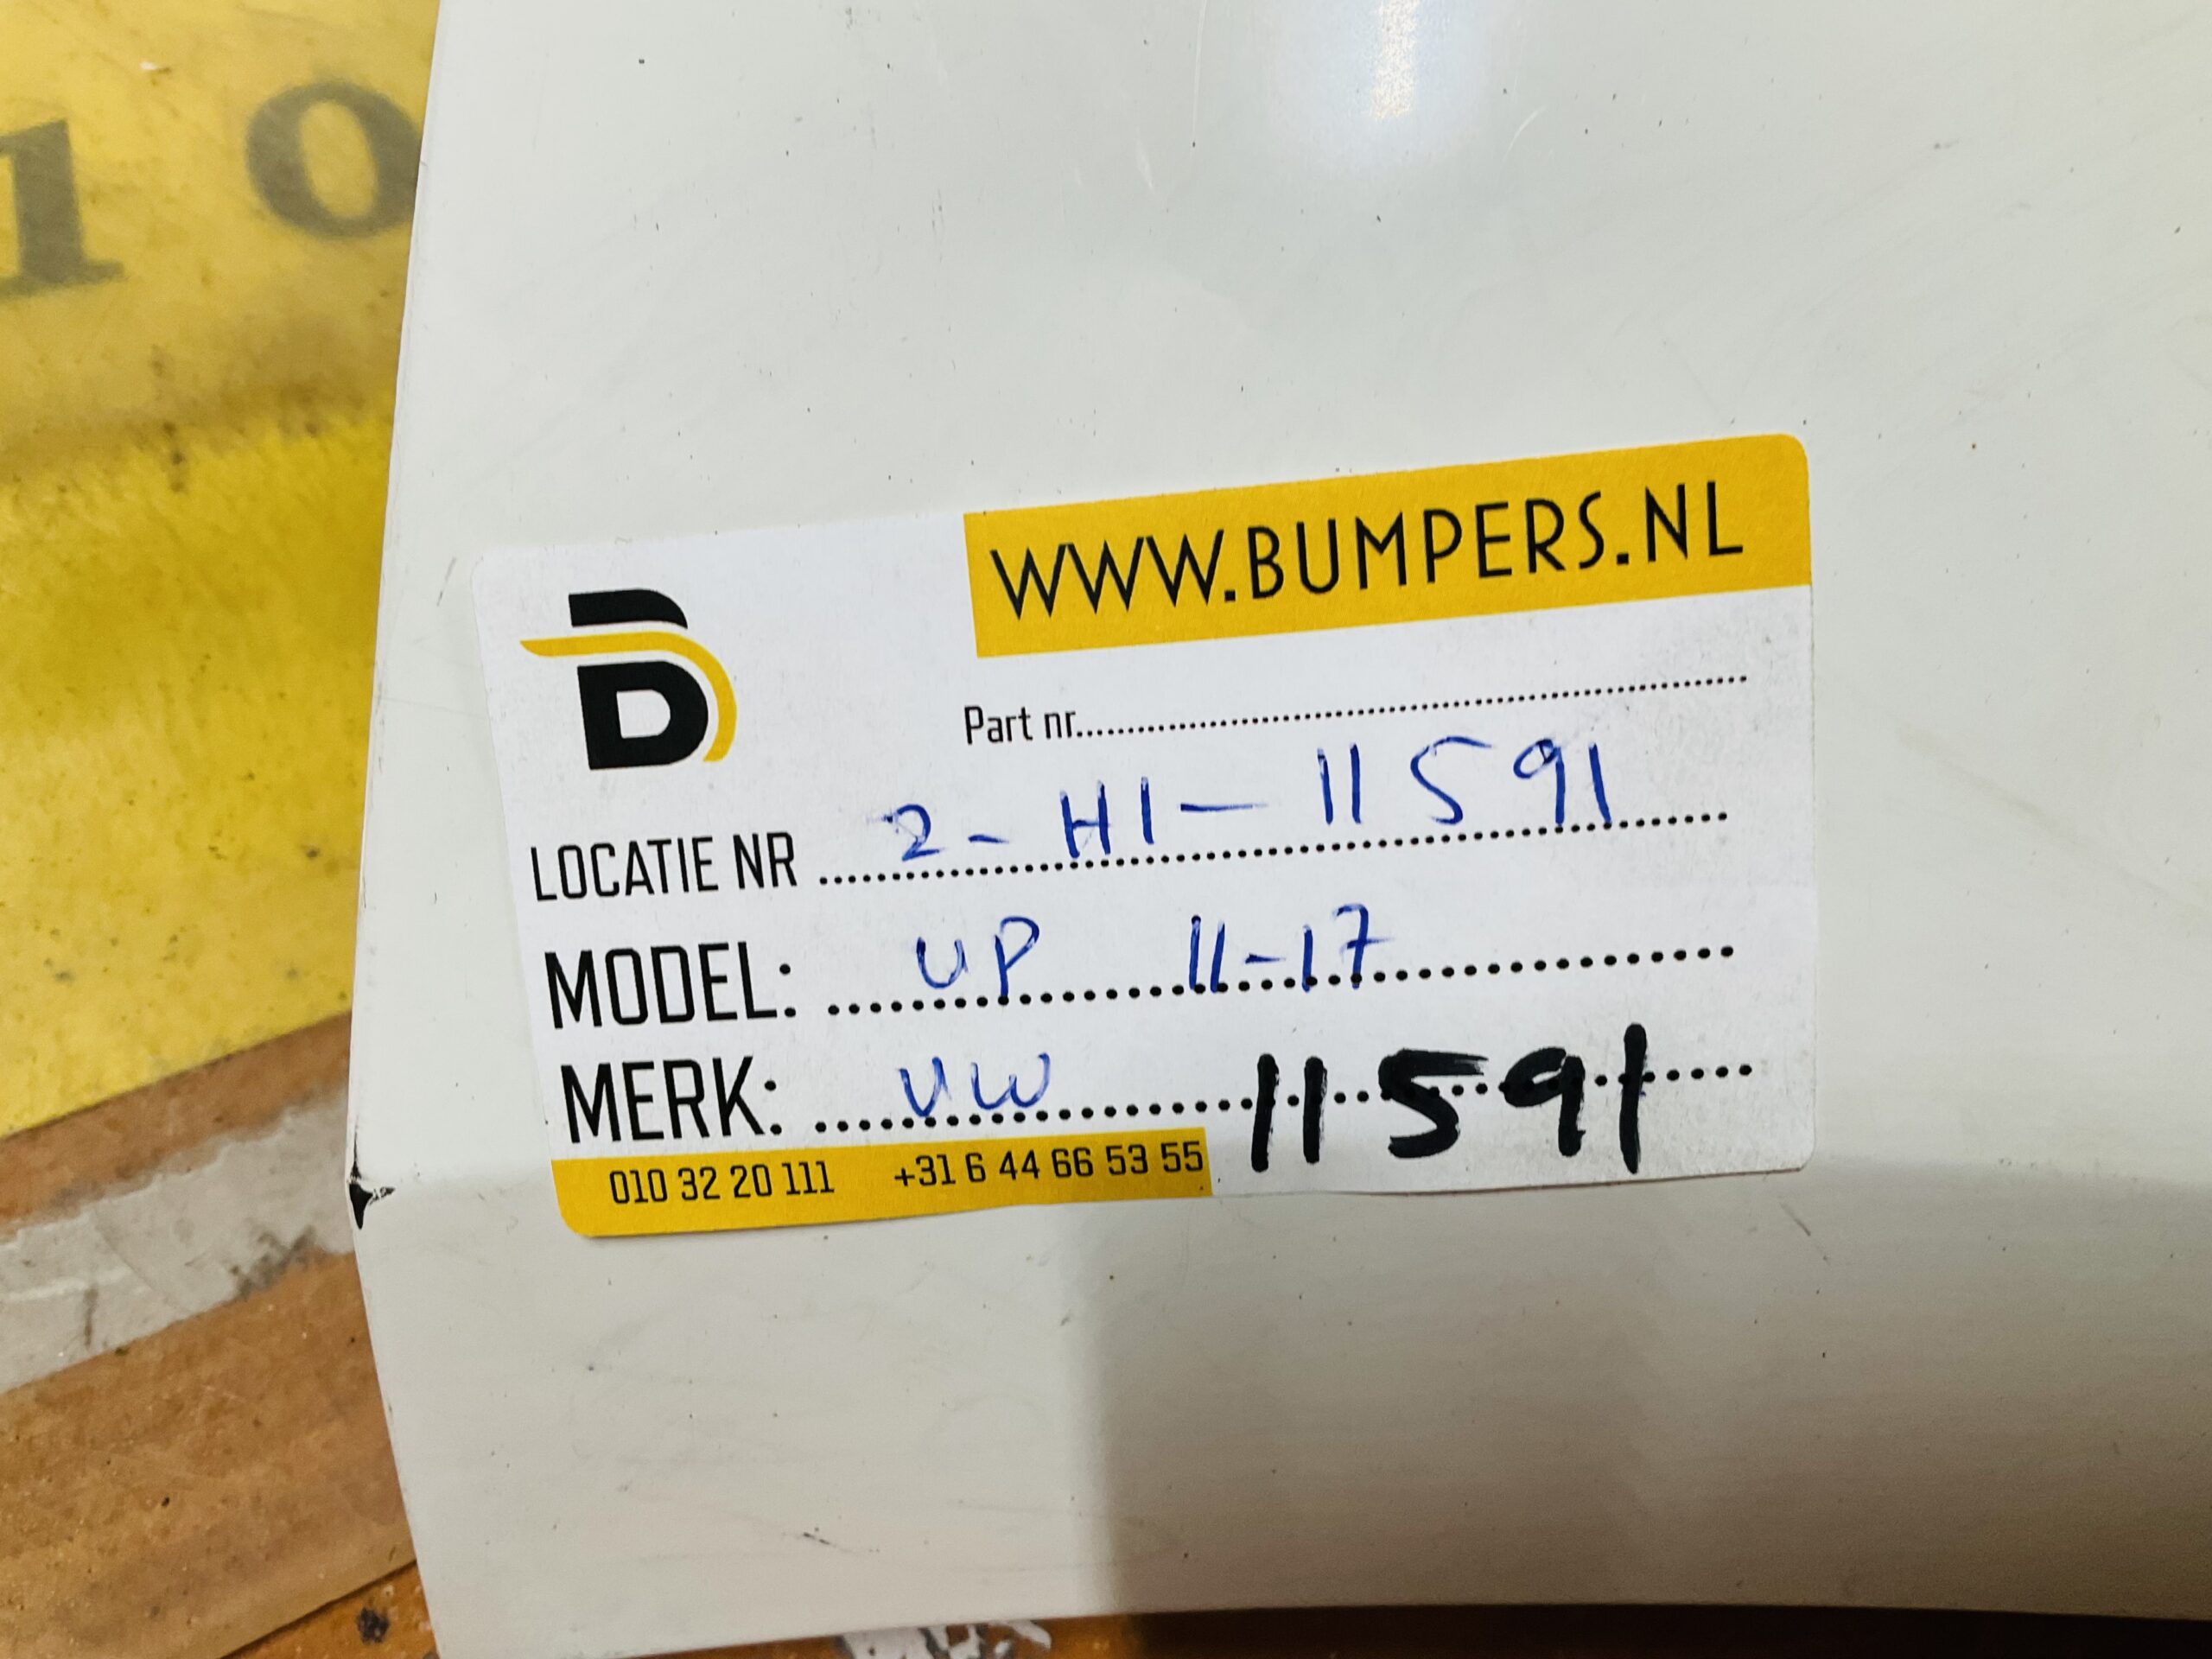 10
WWW.BUMPERS.NL
B
Part nr..........
LOCATIE NR 2-H1-11591
MODEL: UP 11-17
MERK: VW 11591
010 32 20 111 +31 6 44 66 53 55